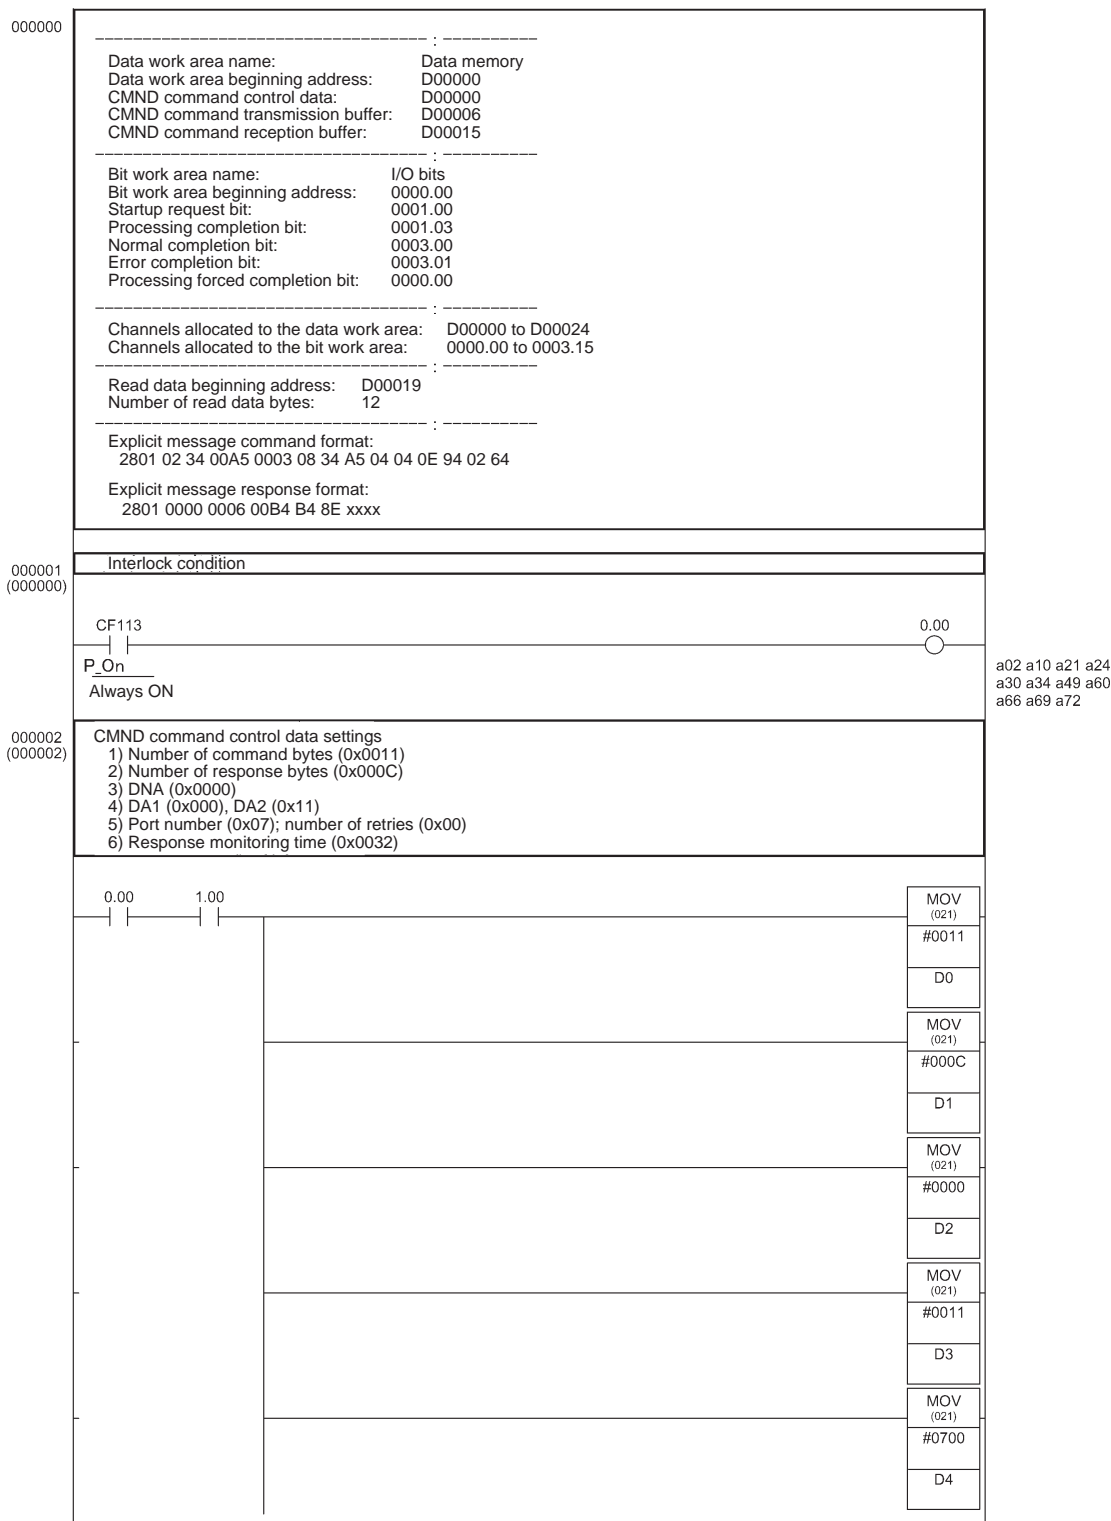 000000
Data work area name: Data memory
Data work area beginning address: D00000
CMND command control data: D00000
CMND command transmission buffer: D00006
CMND command reception buffer: D00015
Bit work area name: I/O bits
Bit work area beginning address: 0000.00
Startup request bit: 0001.00
Processing completion bit: 0001.03
Normal completion bit: 0003.00
Error completion bit: 0003.01
Processing forced completion bit: 0000.00
Channels allocated to the data work area: D00000 to D00024
Channels allocated to the bit work area: 0000.00 to 0003.15
Read data beginning address: D00019
Number of read data bytes: 12
Explicit message command format:
2801 02 34 00A5 0003 08 34 A5 04 04 0E 94 02 64
Explicit message response format:
2801 0000 0006 00B4 B4 8E xxxx
000001
(000000)
Interlock condition
CF113
0.00
P_On
Always ON
a02 a10 a21 a24
a30 a34 a49 a60
a66 a69 a72
000002
(000002)
CMND command control data settings
1) Number of command bytes (0x0011)
2) Number of response bytes (0x000C)
3) DNA (0x0000)
4) DA1 (0x000), DA2 (0x11)
5) Port number (0x07); number of retries (0x00)
6) Response monitoring time (0x0032)
0.00 1.00
MOV
(021)
#0011
D0
MOV
(021)
#000C
D1
MOV
(021)
#0000
D2
MOV
(021)
#0011
D3
MOV
(021)
#0700
D4